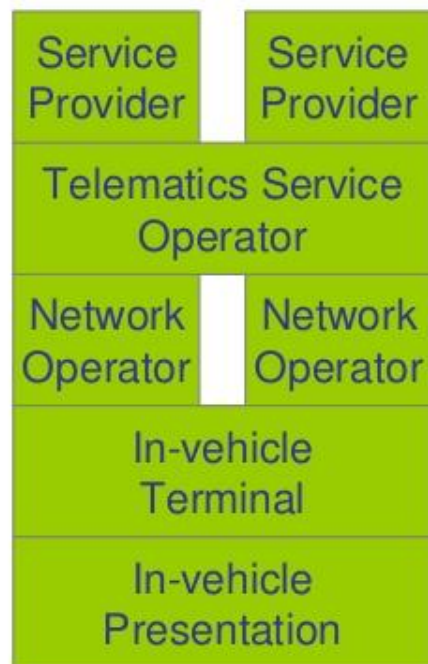 Service
Provider
Service
Provider
Telematics Service
Operator
Network
Operator
Network
Operator
In-vehicle
Terminal
In-vehicle
Presentation